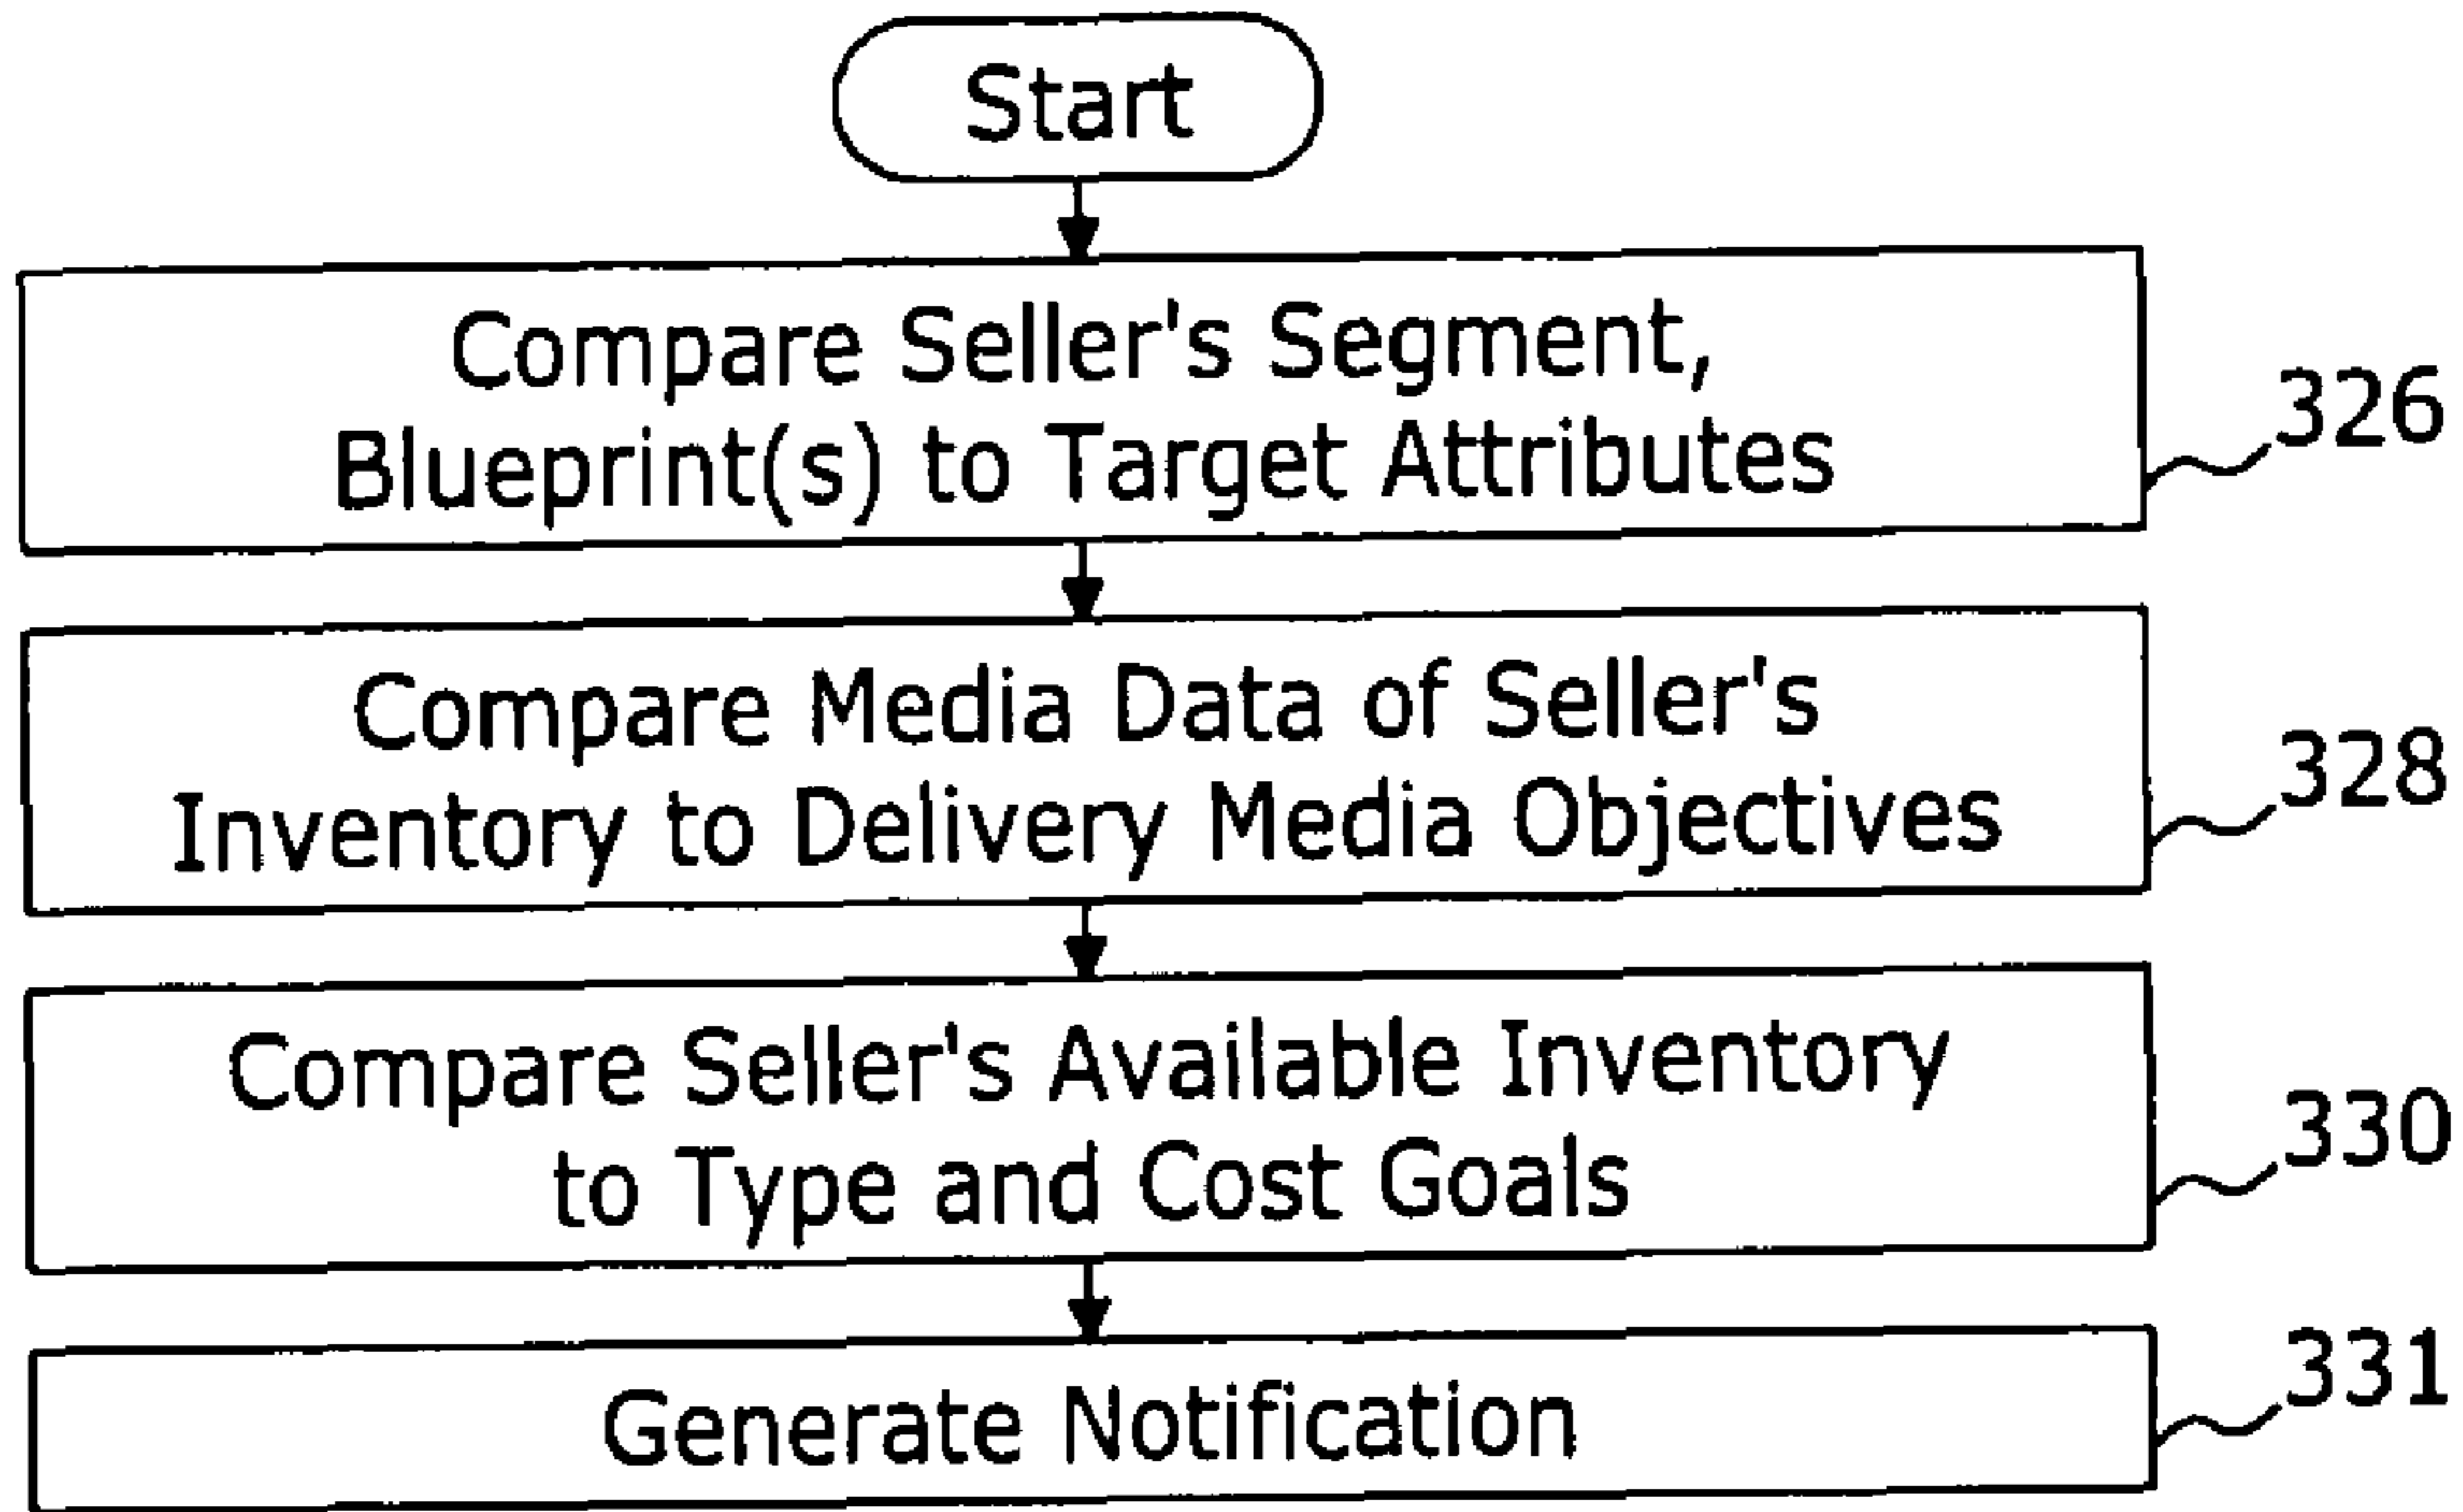 Start
Compare Seller's Segment,
Blueprint(s) to Target Attributes
326
Compare Media Data of Seller's
Inventory to Delivery Media Objectives
328
Compare Seller's Available Inventory
to Type and Cost Goals
330
Generate Notification
331